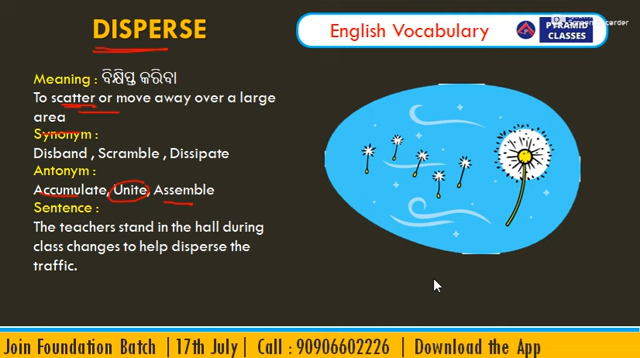 DISPERSE
English Vocabulary
PYRAMID
CLASSES
Meaning : ବିକ୍ଷିପ୍ତ କରିବା
To scatter or move away over a large
area
Synonym :
Disband , Scramble , Dissipate
Antonym :
Accumulate, Unite, Assemble
Sentence :
The teachers stand in the hall during
class changes to help disperse the
traffic.
Join Foundation Batch | 17th July | Call : 90906602226 | Download the App